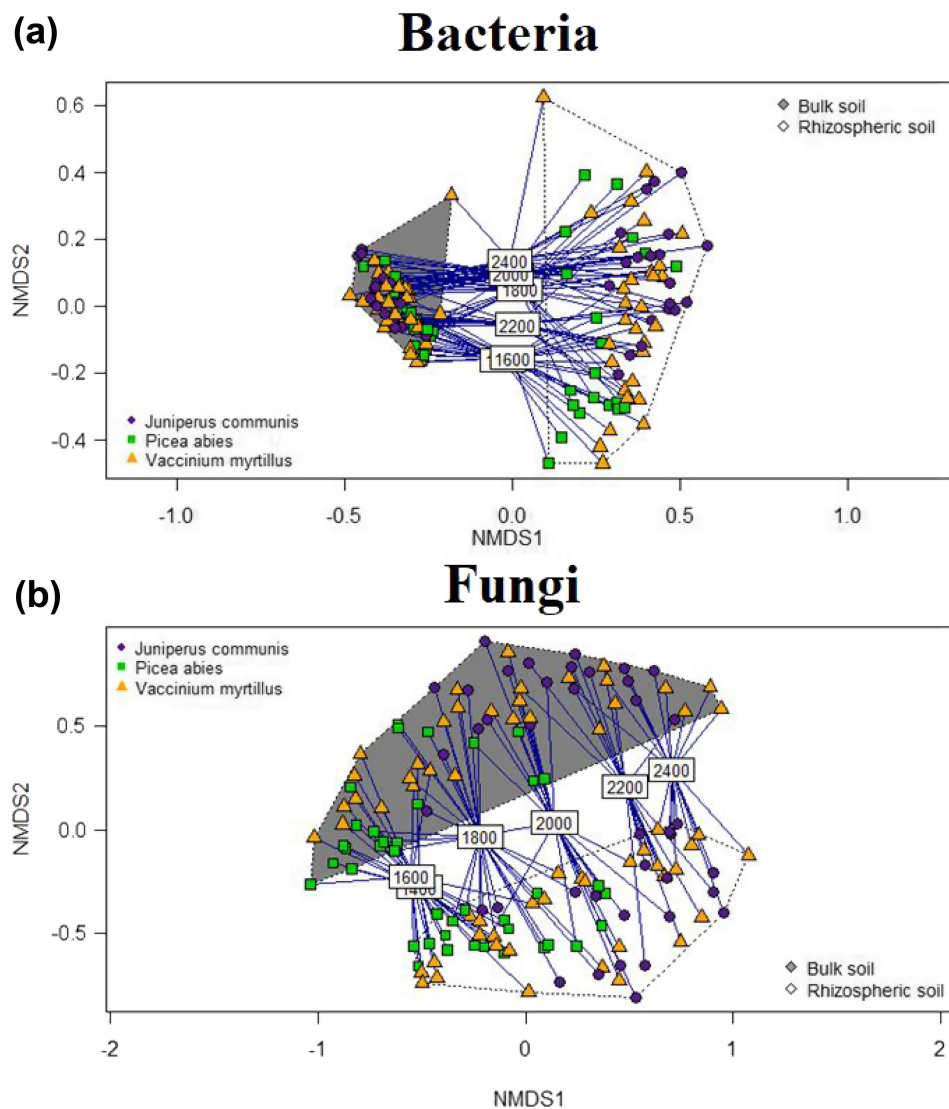 (a) Bacteria
0.6
0.4
0.2
0.0
-0.2
-0.4
NMDS2
Bulk soil
Rhizospheric soil
2400
2000
1800
2200
1600
Juniperus communis
Picea abies
Vaccinium myrtillus
-1.0 -0.5 0.0 0.5 1.0
NMDS1
(b) Fungi
Juniperus communis
Picea abies
Vaccinium myrtillus
0.5
0.0
-0.5
NMDS2
2400
2200
2000
1800
1600
1400
Bulk soil
Rhizospheric soil
-2 -1 0 1 2
NMDS1